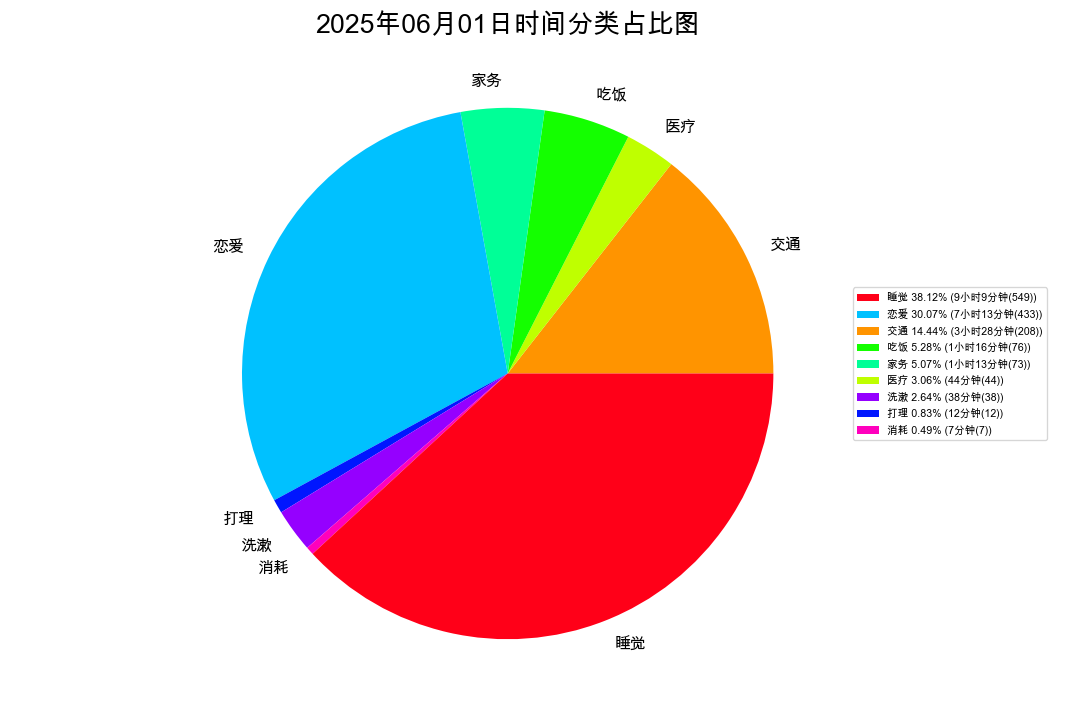 2025年06月01日时间分类占比图
家务
吃饭
医疗
交通
恋爱
睡觉 38.12% (9小时9分钟(549))
恋爱 30.07% (7小时13分钟(433))
交通 14.44% (3小时28分钟(208))
吃饭 5.28% (1小时16分钟(76))
家务 5.07% (1小时13分钟(73))
医疗 3.06% (44分钟(44))
洗漱 2.64% (38分钟(38))
打理 0.83% (12分钟(12))
消耗 0.49% (7分钟(7))
打理
洗漱
消耗
睡觉